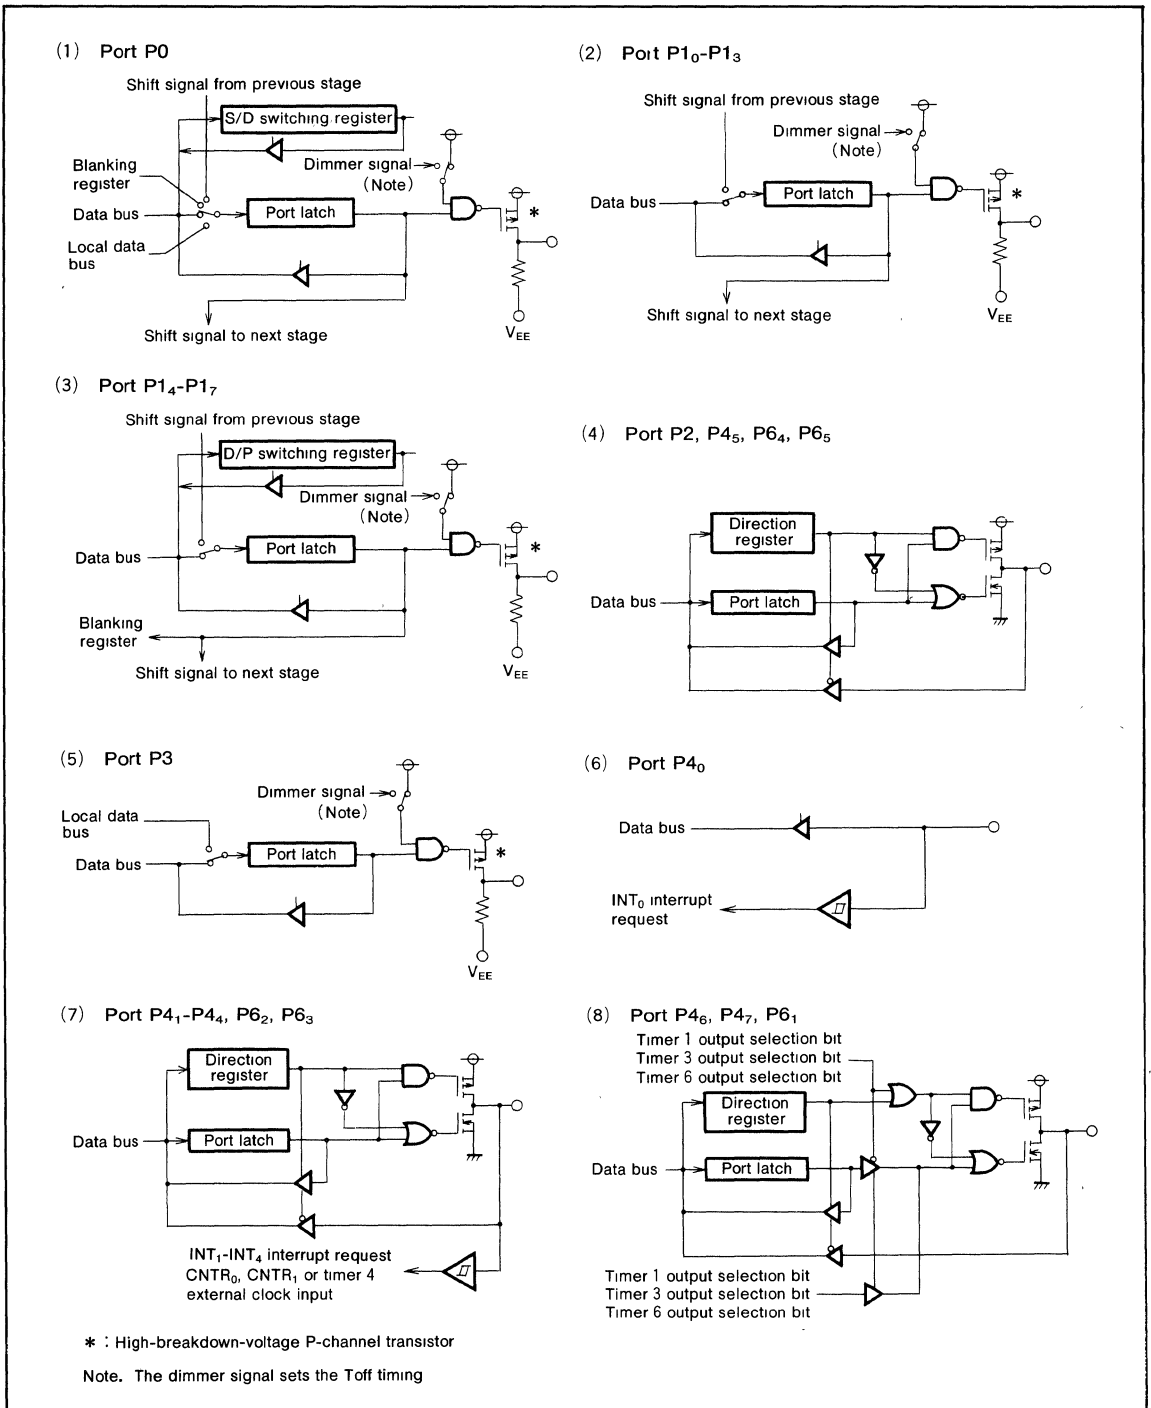 (1) Port P0
Shift signal from previous stage
S/D switching register
Dimmer signal
(Note)
Blanking
register
Data bus
Port latch
*
Local data
bus
Shift signal to next stage
VEE
(2) Port P1₀-P1₃
Shift signal from previous stage
Dimmer signal
(Note)
Port latch
*
Data bus
Shift signal to next stage
VEE
(3) Port P1₄-P1₇
Shift signal from previous stage
D/P switching register
Dimmer signal
(Note)
Port latch
*
Data bus
Blanking
register
Shift signal to next stage
VEE
(4) Port P2, P4₅, P6₄, P6₅
Direction
register
Data bus
Port latch
(5) Port P3
Dimmer signal
(Note)
Local data
bus
Port latch
*
Data bus
VEE
(6) Port P4₀
Data bus
INT₀ interrupt
request
(7) Port P4₁-P4₄, P6₂, P6₃
Direction
register
Data bus
Port latch
INT₁-INT₄ interrupt request
CNTR₀, CNTR₁ or timer 4
external clock input
(8) Port P4₆, P4₇, P6₁
Timer 1 output selection bit
Timer 3 output selection bit
Timer 6 output selection bit
Direction
register
Data bus
Port latch
Timer 1 output selection bit
Timer 3 output selection bit
Timer 6 output selection bit
* : High-breakdown-voltage P-channel transistor
Note. The dimmer signal sets the Toff timing